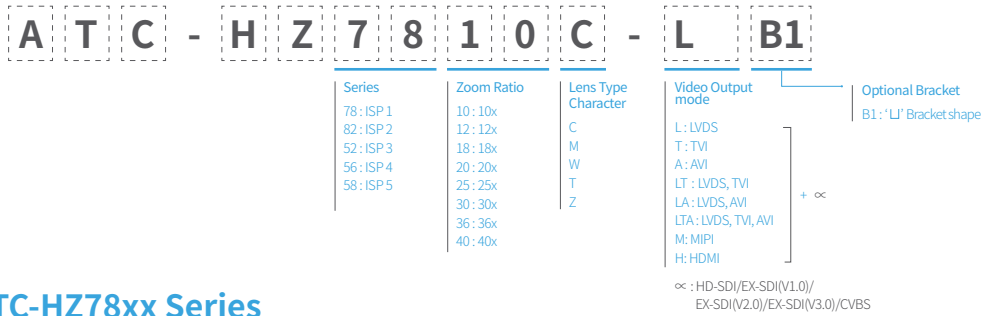 ATC-HZ7810C-L B1
Series
78 : ISP 1
82 : ISP 2
52 : ISP 3
56 : ISP 4
58 : ISP 5
Zoom Ratio
10 : 10x
12 : 12x
18 : 18x
20 : 20x
25 : 25x
30 : 30x
36 : 36x
40 : 40x
Lens Type
Character
C
M
W
T
Z
Video Output
mode
L : LVDS
T : TVI
A : AVI
LT : LVDS, TVI
LA : LVDS, AVI
LTA : LVDS, TVI, AVI
M: MIPI
H: HDMI
+ ∝
∝ : HD-SDI/EX-SDI(V1.0)/
EX-SDI(V2.0)/EX-SDI(V3.0)/CVBS
Optional Bracket
B1 : ‘⊔’ Bracket shape
TC-HZ78xx Series